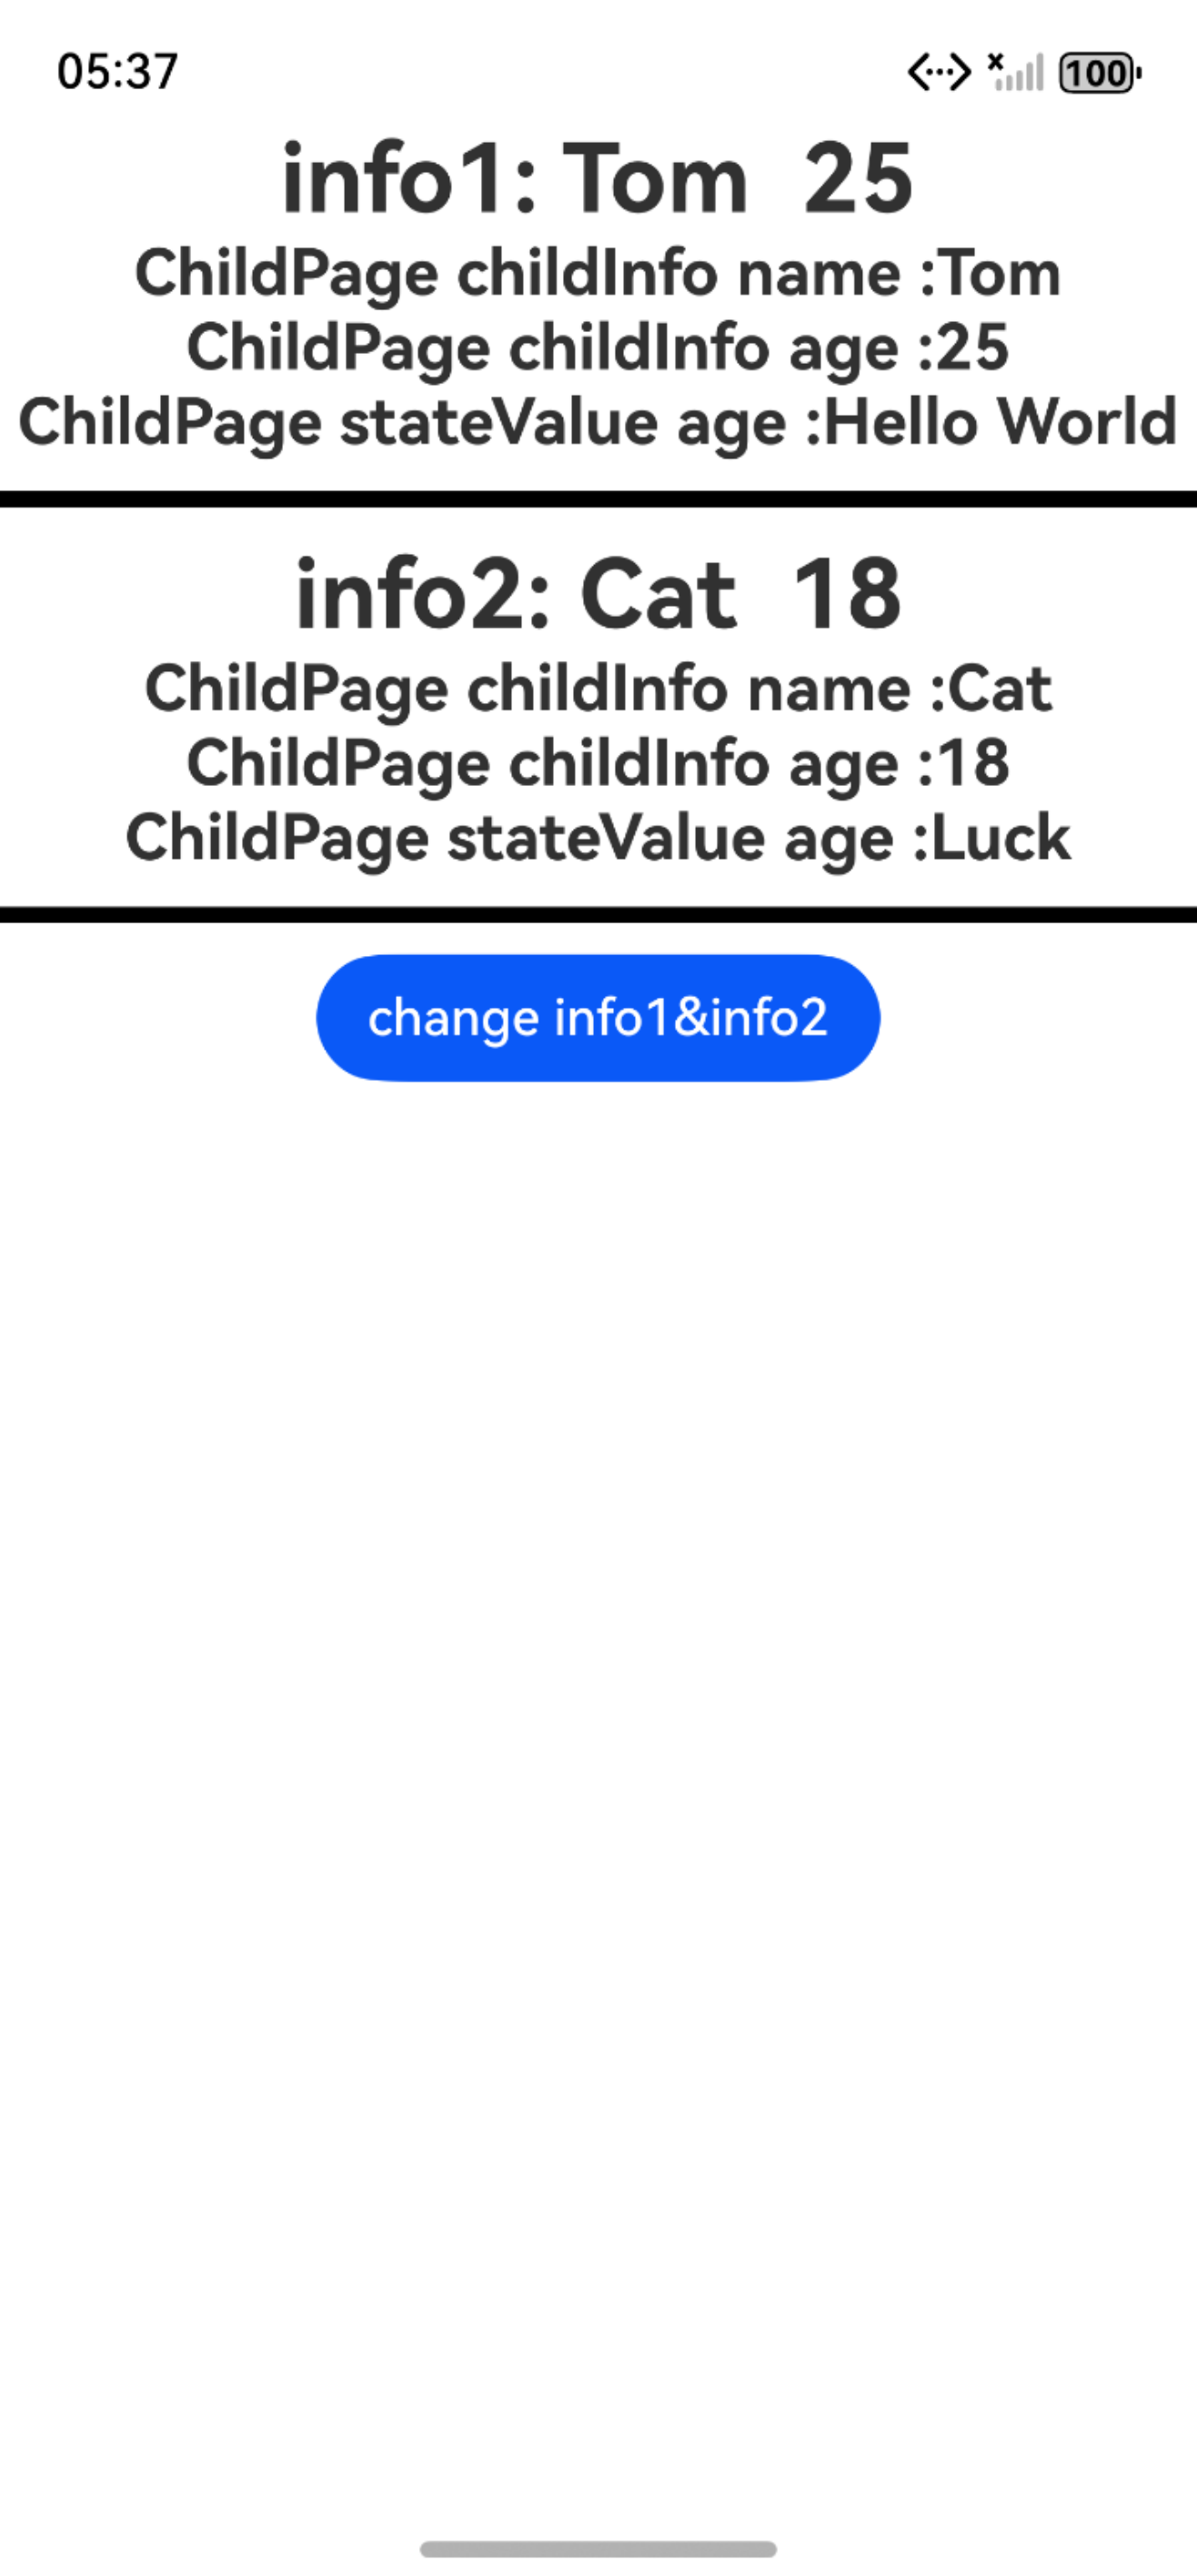 05:37
100
info1: Tom  25
ChildPage childInfo name :Tom
ChildPage childInfo age :25
ChildPage stateValue age :Hello World
info2: Cat  18
ChildPage childInfo name :Cat
ChildPage childInfo age :18
ChildPage stateValue age :Luck
change info1&info2